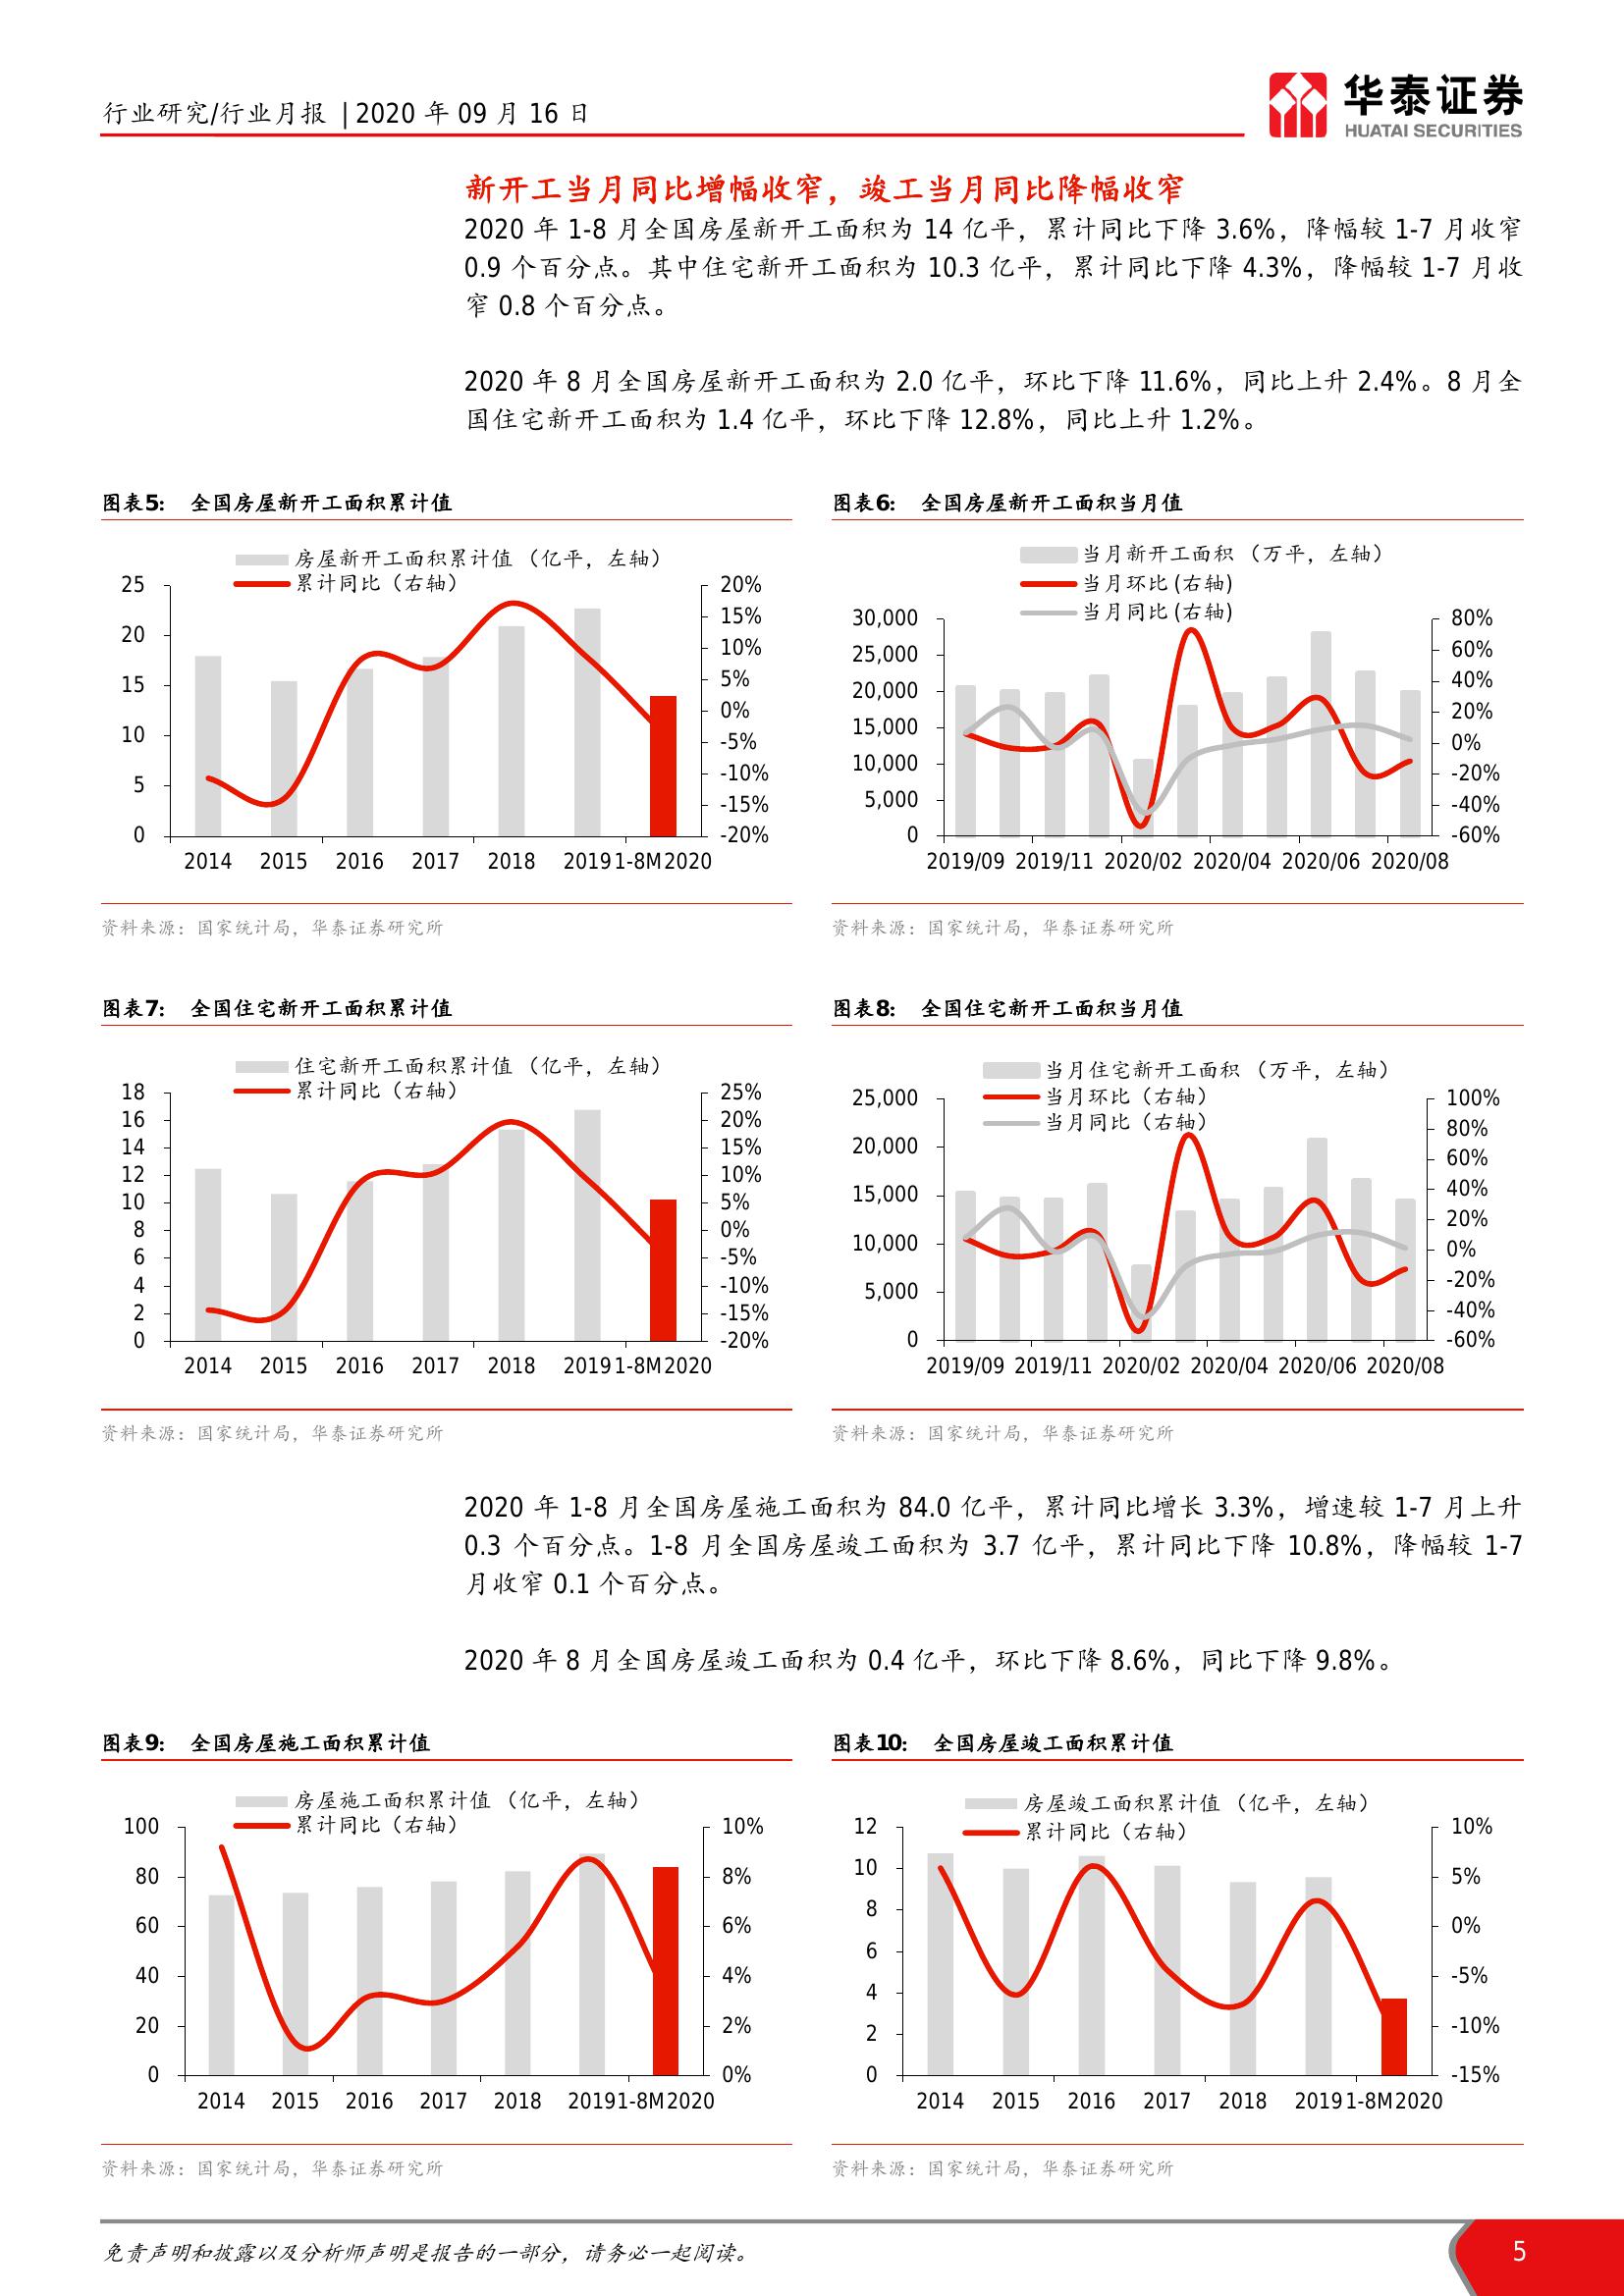 行业研究/行业月报 | 2020 年 09 月 16 日
华泰证券
HUATAI SECURITIES
新开工当月同比增幅收窄，竣工当月同比降幅收窄
2020 年 1-8 月全国房屋新开工面积为 14 亿平，累计同比下降 3.6%，降幅较 1-7 月收窄
0.9 个百分点。其中住宅新开工面积为 10.3 亿平，累计同比下降 4.3%，降幅较 1-7 月收
窄 0.8 个百分点。
2020 年 8 月全国房屋新开工面积为 2.0 亿平，环比下降 11.6%，同比上升 2.4%。8 月全
国住宅新开工面积为 1.4 亿平，环比下降 12.8%，同比上升 1.2%。
图表5： 全国房屋新开工面积累计值
房屋新开工面积累计值（亿平，左轴）
累计同比（右轴）
25 20%
15%
20
10%
15 5%
0%
10
-5%
5 -10%
-15%
0 -20%
2014 2015 2016 2017 2018 2019 1-8M2020
资料来源：国家统计局，华泰证券研究所
图表6： 全国房屋新开工面积当月值
当月新开工面积（万平，左轴）
当月环比(右轴)
当月同比(右轴)
30,000 80%
25,000 60%
20,000 40%
15,000 20%
0%
10,000 -20%
5,000 -40%
0 -60%
2019/09 2019/11 2020/02 2020/04 2020/06 2020/08
资料来源：国家统计局，华泰证券研究所
图表7： 全国住宅新开工面积累计值
住宅新开工面积累计值（亿平，左轴）
累计同比（右轴）
18 25%
16 20%
14 15%
12 10%
10 5%
8 0%
6 -5%
4 -10%
2 -15%
0 -20%
2014 2015 2016 2017 2018 2019 1-8M2020
资料来源：国家统计局，华泰证券研究所
图表8： 全国住宅新开工面积当月值
当月住宅新开工面积（万平，左轴）
当月环比（右轴）
当月同比（右轴）
25,000 100%
80%
20,000 60%
15,000 40%
20%
10,000 0%
5,000 -20%
-40%
0 -60%
2019/09 2019/11 2020/02 2020/04 2020/06 2020/08
资料来源：国家统计局，华泰证券研究所
2020 年 1-8 月全国房屋施工面积为 84.0 亿平，累计同比增长 3.3%，增速较 1-7 月上升
0.3 个百分点。1-8 月全国房屋竣工面积为 3.7 亿平，累计同比下降 10.8%，降幅较 1-7
月收窄 0.1 个百分点。
2020 年 8 月全国房屋竣工面积为 0.4 亿平，环比下降 8.6%，同比下降 9.8%。
图表9： 全国房屋施工面积累计值
房屋施工面积累计值（亿平，左轴）
累计同比（右轴）
100 10%
80 8%
60 6%
40 4%
20 2%
0 0%
2014 2015 2016 2017 2018 2019 1-8M2020
资料来源：国家统计局，华泰证券研究所
图表10： 全国房屋竣工面积累计值
房屋竣工面积累计值（亿平，左轴）
累计同比（右轴）
12 10%
10 5%
8 0%
6
-5%
4
2 -10%
0 -15%
2014 2015 2016 2017 2018 2019 1-8M2020
资料来源：国家统计局，华泰证券研究所
免责声明和披露以及分析师声明是报告的一部分，请务必一起阅读。
5